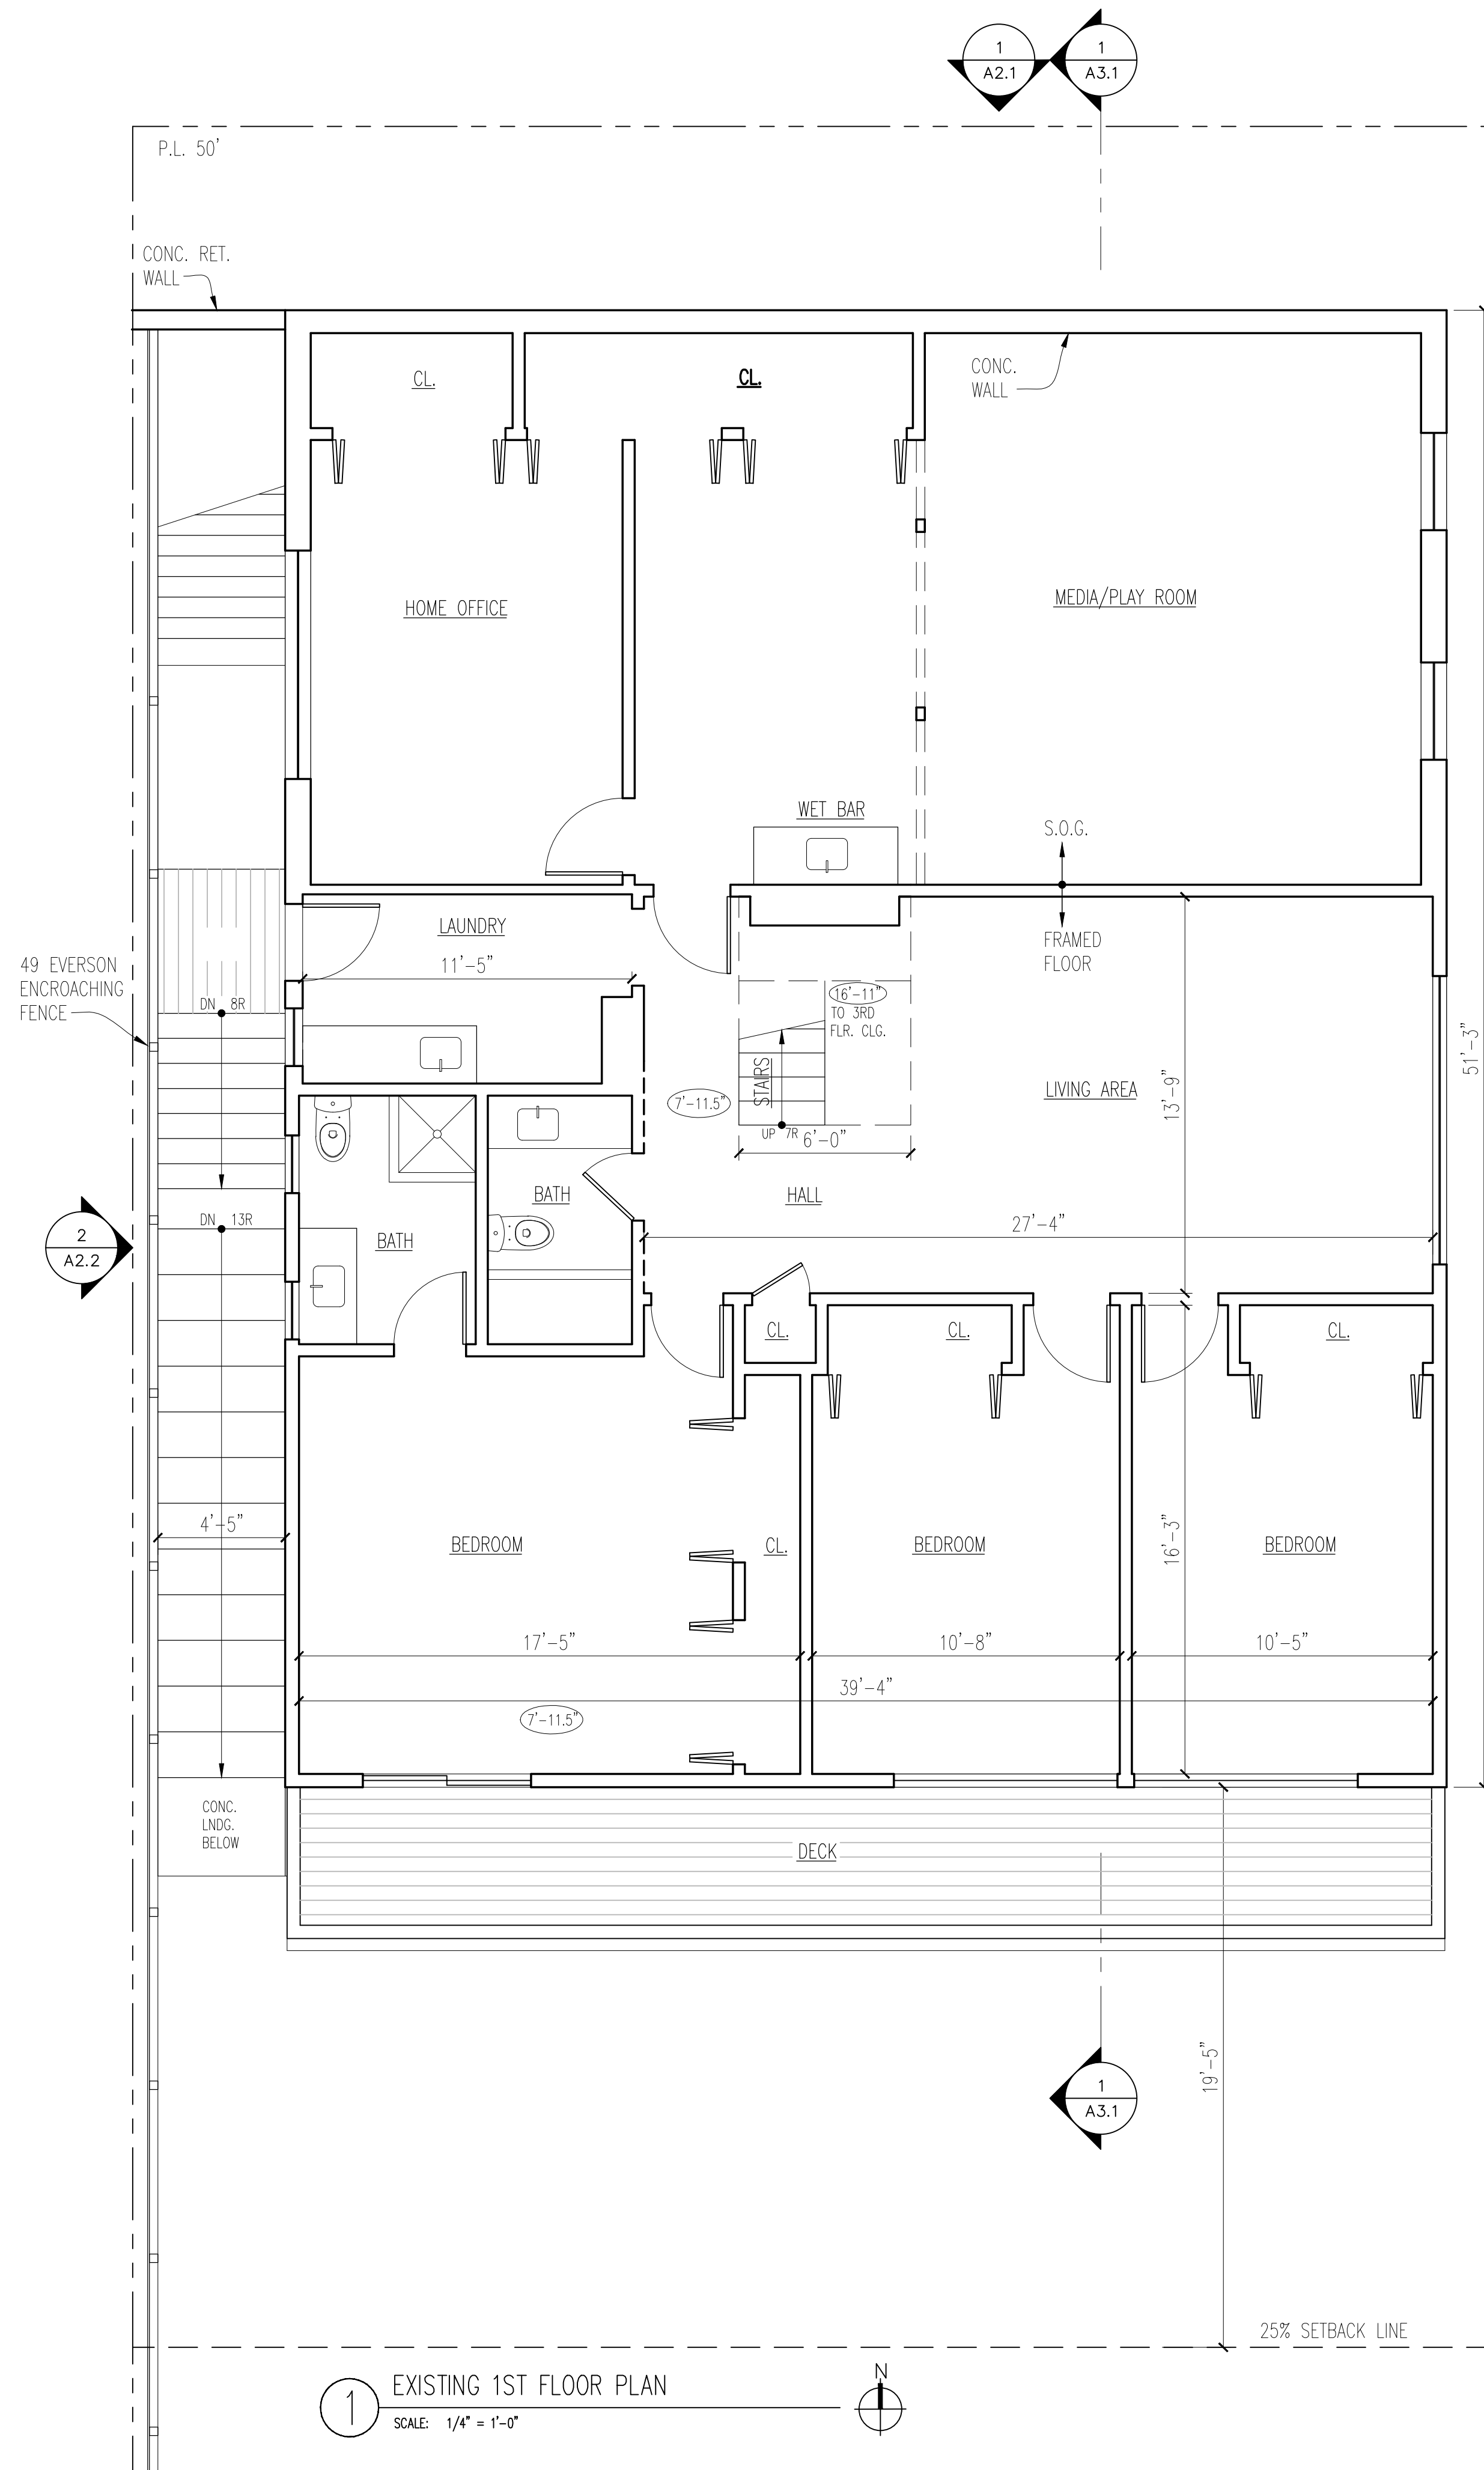 1
A2.1
1
A3.1
P.L. 50'
CONC. RET.
WALL
CL.
CL.
CONC.
WALL
HOME OFFICE
MEDIA/PLAY ROOM
WET BAR
S.O.G.
FRAMED
FLOOR
LAUNDRY
11'-5"
49 EVERSON
ENCROACHING
FENCE
DN 8R
16'-11"
TO 3RD
FLR. CLG.
STAIRS
7'-11.5"
UP 7R
6'-0"
LIVING AREA
13'-9"
51'-3"
BATH
BATH
HALL
27'-4"
DN 13R
2
A2.2
CL.
CL.
CL.
4'-5"
BEDROOM
CL.
BEDROOM
16'-3"
BEDROOM
17'-5"
10'-8"
10'-5"
39'-4"
7'-11.5"
CONC.
LNDG.
BELOW
DECK
19'-5"
1
A3.1
25% SETBACK LINE
1
EXISTING 1ST FLOOR PLAN
SCALE: 1/4" = 1'-0"
N